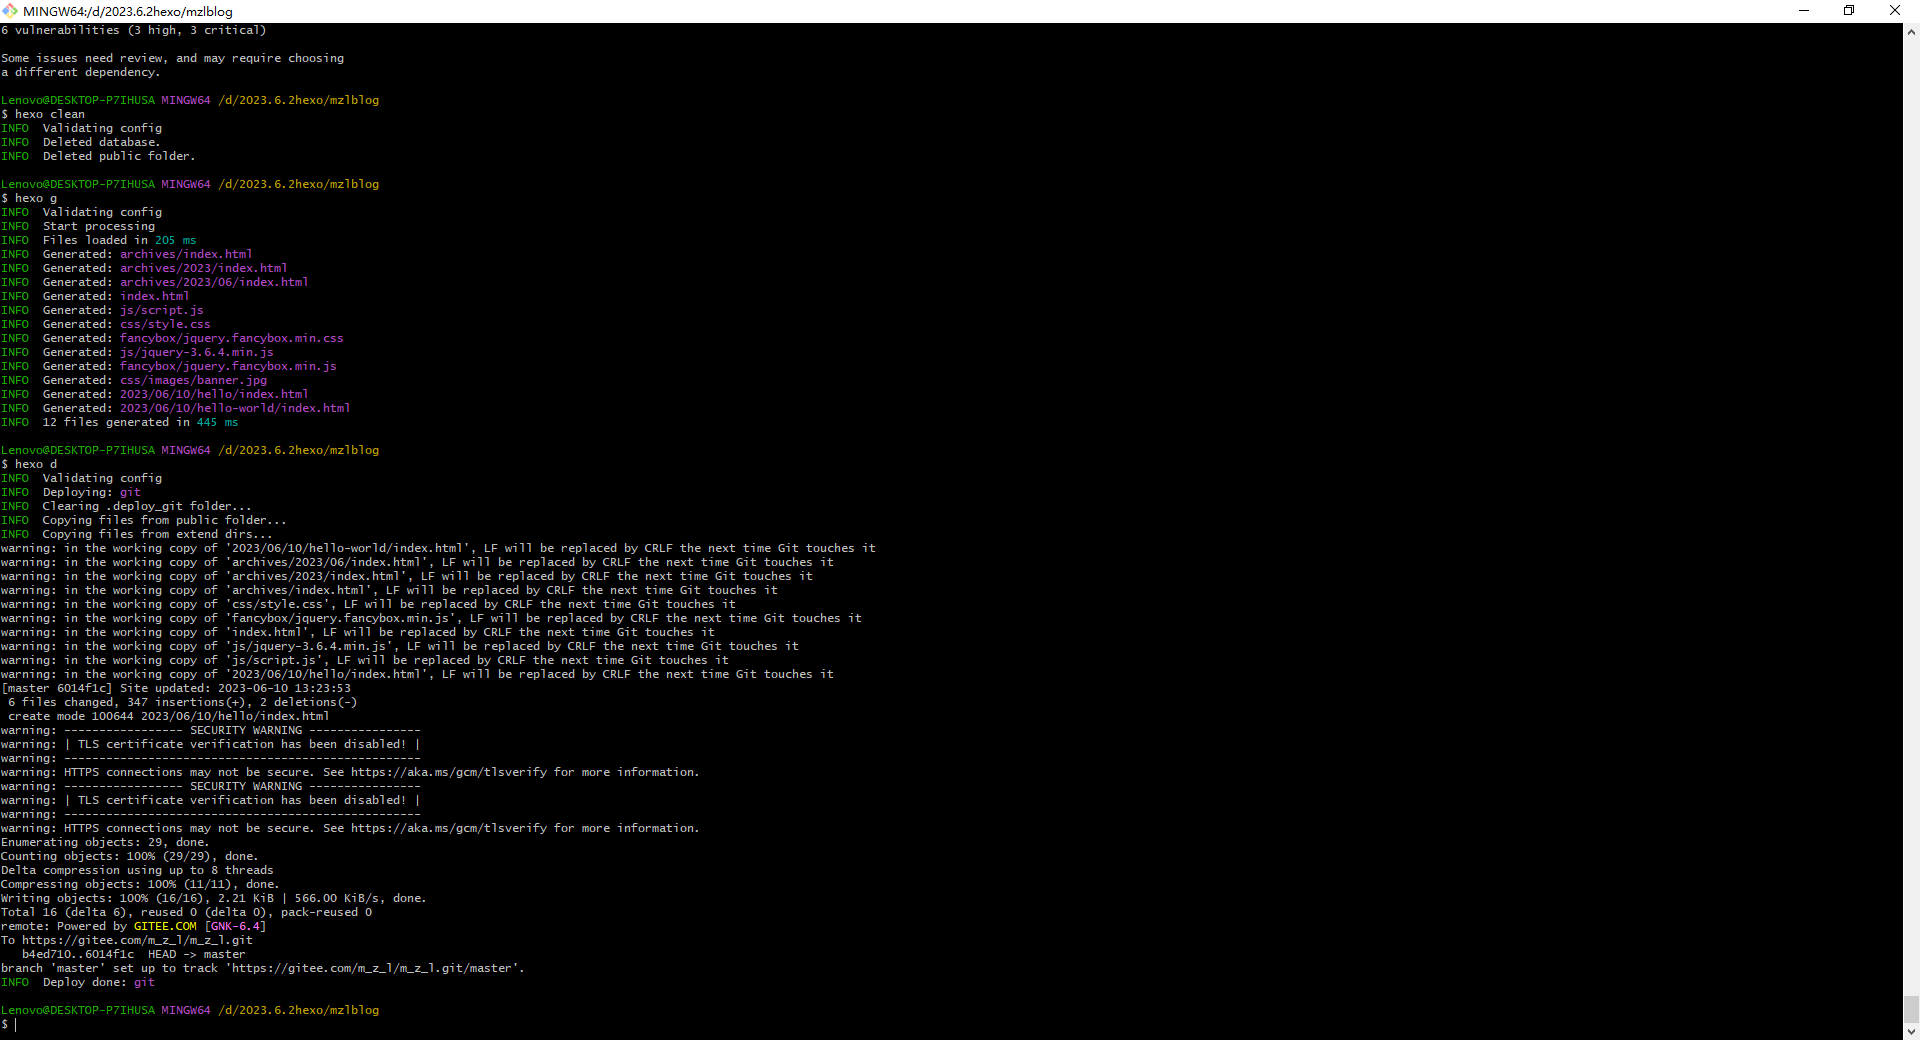 MINGW64:/d/2023.6.2hexo/mzlblog
6 vulnerabilities (3 high, 3 critical)
Some issues need review, and may require choosing
a different dependency.
Lenovo@DESKTOP-P7IHUSA MINGW64 /d/2023.6.2hexo/mzlblog
$ hexo clean
INFO  Validating config
INFO  Deleted database.
INFO  Deleted public folder.
Lenovo@DESKTOP-P7IHUSA MINGW64 /d/2023.6.2hexo/mzlblog
$ hexo g
INFO  Validating config
INFO  Start processing
INFO  Files loaded in 205 ms
INFO  Generated: archives/index.html
INFO  Generated: archives/2023/index.html
INFO  Generated: archives/2023/06/index.html
INFO  Generated: index.html
INFO  Generated: js/script.js
INFO  Generated: css/style.css
INFO  Generated: fancybox/jquery.fancybox.min.css
INFO  Generated: js/jquery-3.6.4.min.js
INFO  Generated: fancybox/jquery.fancybox.min.js
INFO  Generated: css/images/banner.jpg
INFO  Generated: 2023/06/10/hello/index.html
INFO  Generated: 2023/06/10/hello-world/index.html
INFO  12 files generated in 445 ms
Lenovo@DESKTOP-P7IHUSA MINGW64 /d/2023.6.2hexo/mzlblog
$ hexo d
INFO  Validating config
INFO  Deploying: git
INFO  Clearing .deploy_git folder...
INFO  Copying files from public folder...
INFO  Copying files from extend dirs...
warning: in the working copy of '2023/06/10/hello-world/index.html', LF will be replaced by CRLF the next time Git touches it
warning: in the working copy of 'archives/2023/06/index.html', LF will be replaced by CRLF the next time Git touches it
warning: in the working copy of 'archives/2023/index.html', LF will be replaced by CRLF the next time Git touches it
warning: in the working copy of 'archives/index.html', LF will be replaced by CRLF the next time Git touches it
warning: in the working copy of 'css/style.css', LF will be replaced by CRLF the next time Git touches it
warning: in the working copy of 'fancybox/jquery.fancybox.min.js', LF will be replaced by CRLF the next time Git touches it
warning: in the working copy of 'index.html', LF will be replaced by CRLF the next time Git touches it
warning: in the working copy of 'js/jquery-3.6.4.min.js', LF will be replaced by CRLF the next time Git touches it
warning: in the working copy of 'js/script.js', LF will be replaced by CRLF the next time Git touches it
warning: in the working copy of '2023/06/10/hello/index.html', LF will be replaced by CRLF the next time Git touches it
[master 6014f1c] Site updated: 2023-06-10 13:23:53
 6 files changed, 347 insertions(+), 2 deletions(-)
 create mode 100644 2023/06/10/hello/index.html
warning: ----------------- SECURITY WARNING ----------------
warning: | TLS certificate verification has been disabled! |
warning: ---------------------------------------------------
warning: HTTPS connections may not be secure. See https://aka.ms/gcm/tlsverify for more information.
warning: ----------------- SECURITY WARNING ----------------
warning: | TLS certificate verification has been disabled! |
warning: ---------------------------------------------------
warning: HTTPS connections may not be secure. See https://aka.ms/gcm/tlsverify for more information.
Enumerating objects: 29, done.
Counting objects: 100% (29/29), done.
Delta compression using up to 8 threads
Compressing objects: 100% (11/11), done.
Writing objects: 100% (16/16), 2.21 KiB | 566.00 KiB/s, done.
Total 16 (delta 6), reused 0 (delta 0), pack-reused 0
remote: Powered by GITEE.COM [GNK-6.4]
To https://gitee.com/m_z_l/m_z_l.git
   b4ed710..6014f1c  HEAD -> master
branch 'master' set up to track 'https://gitee.com/m_z_l/m_z_l.git/master'.
INFO  Deploy done: git
Lenovo@DESKTOP-P7IHUSA MINGW64 /d/2023.6.2hexo/mzlblog
$